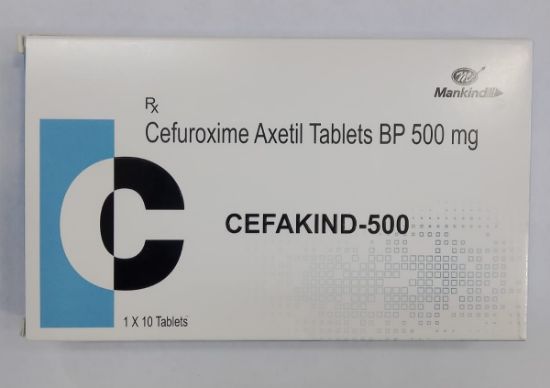 Mankind
Rx
Cefuroxime Axetil Tablets BP 500 mg
CEFAKIND-500
C
1 X 10 Tablets